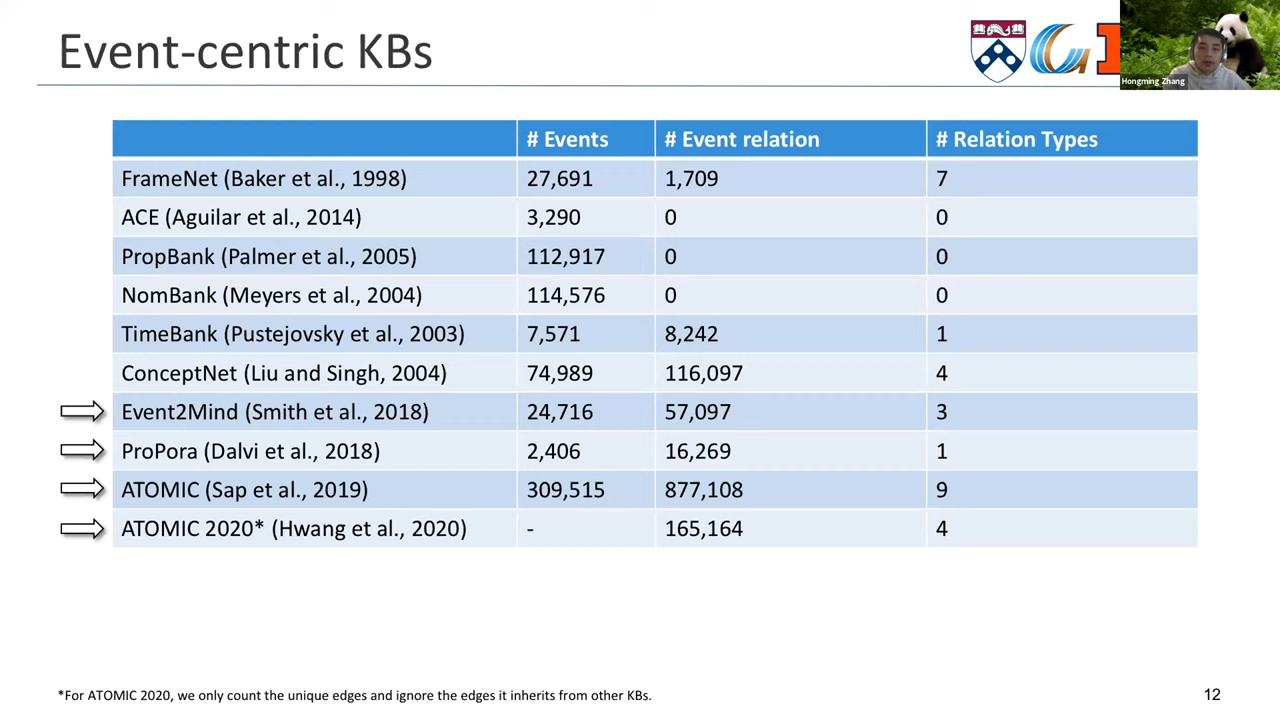 Event-centric KBs
Hongming Zhang
# Events # Event relation # Relation Types
FrameNet (Baker et al., 1998) 27,691 1,709 7
ACE (Aguilar et al., 2014) 3,290 0 0
PropBank (Palmer et al., 2005) 112,917 0 0
NomBank (Meyers et al., 2004) 114,576 0 0
TimeBank (Pustejovsky et al., 2003) 7,571 8,242 1
ConceptNet (Liu and Singh, 2004) 74,989 116,097 4
Event2Mind (Smith et al., 2018) 24,716 57,097 3
ProPora (Dalvi et al., 2018) 2,406 16,269 1
ATOMIC (Sap et al., 2019) 309,515 877,108 9
ATOMIC 2020* (Hwang et al., 2020) - 165,164 4
*For ATOMIC 2020, we only count the unique edges and ignore the edges it inherits from other KBs.
12